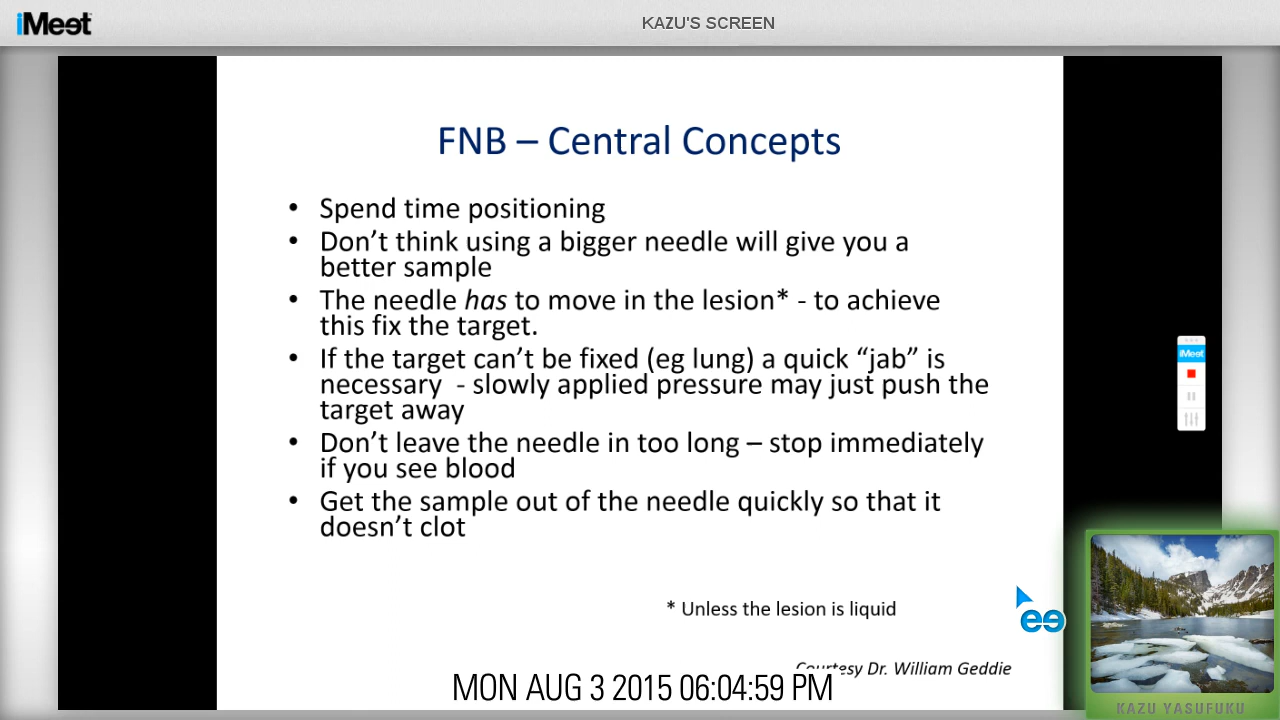 iMeet
KAZU'S SCREEN
FNB – Central Concepts
• Spend time positioning
• Don't think using a bigger needle will give you a
better sample
• The needle has to move in the lesion* - to achieve
this fix the target.
• If the target can't be fixed (eg lung) a quick “jab” is
necessary - slowly applied pressure may just push the
target away
• Don't leave the needle in too long – stop immediately
if you see blood
• Get the sample out of the needle quickly so that it
doesn't clot
iMeet
* Unless the lesion is liquid
ee
Courtesy Dr. William Geddie
MON AUG 3 2015 06:04:59 PM
KAZU YASUFUKU